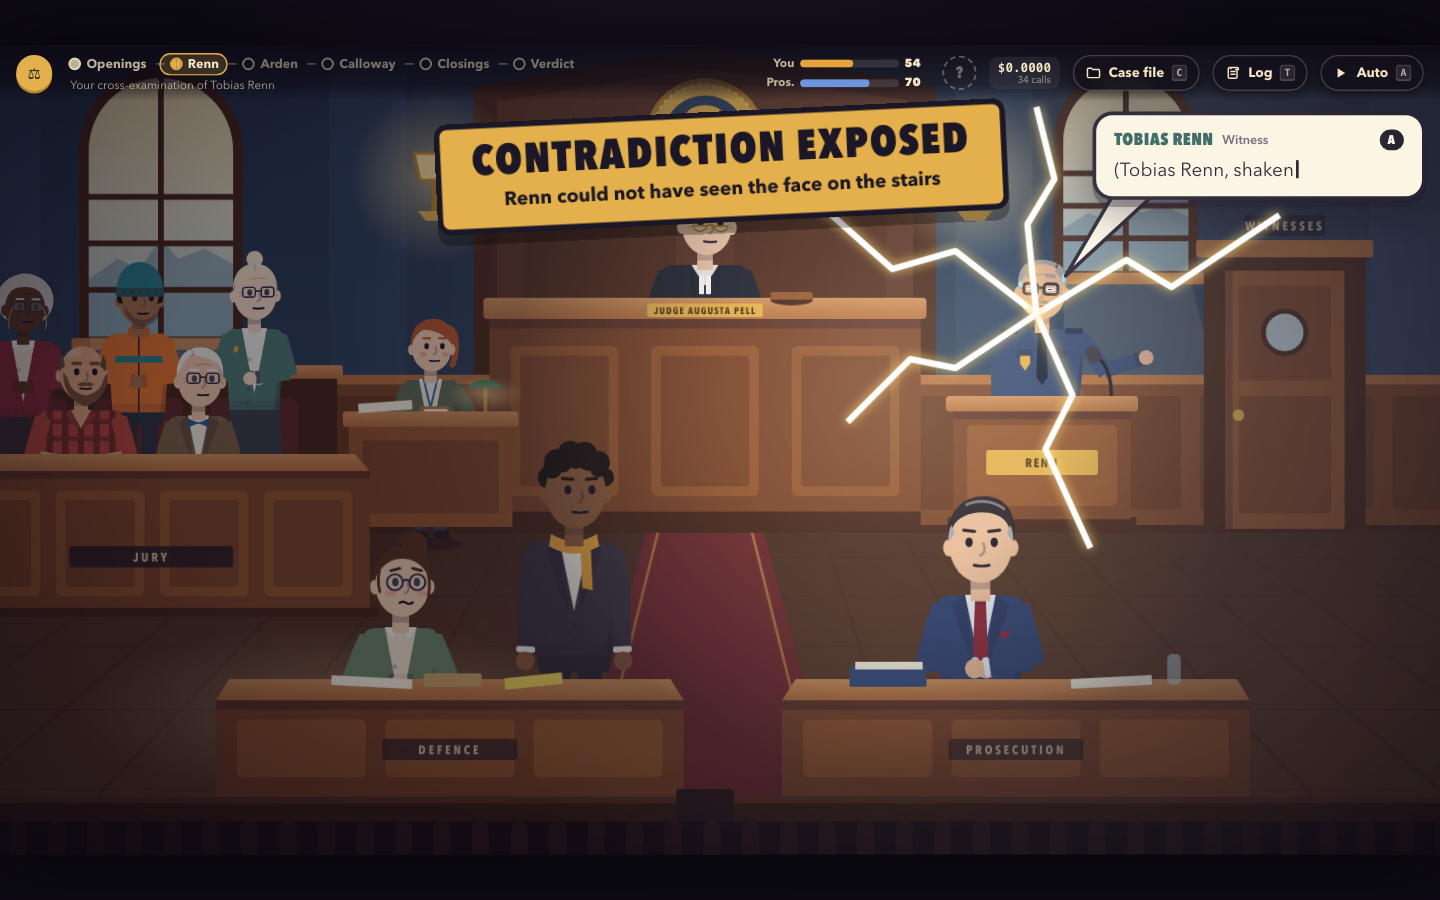 Openings
Renn
Arden
Calloway
Closings
Verdict
Your cross-examination of Tobias Renn
You 54
Pros. 70
?
$0.0000
34 calls
Case file C
Log T
Auto A
CONTRADICTION EXPOSED
Renn could not have seen the face on the stairs
TOBIAS RENN Witness A
(Tobias Renn, shaken
JUDGE AUGUSTA PELL
JURY
DEFENCE
PROSECUTION